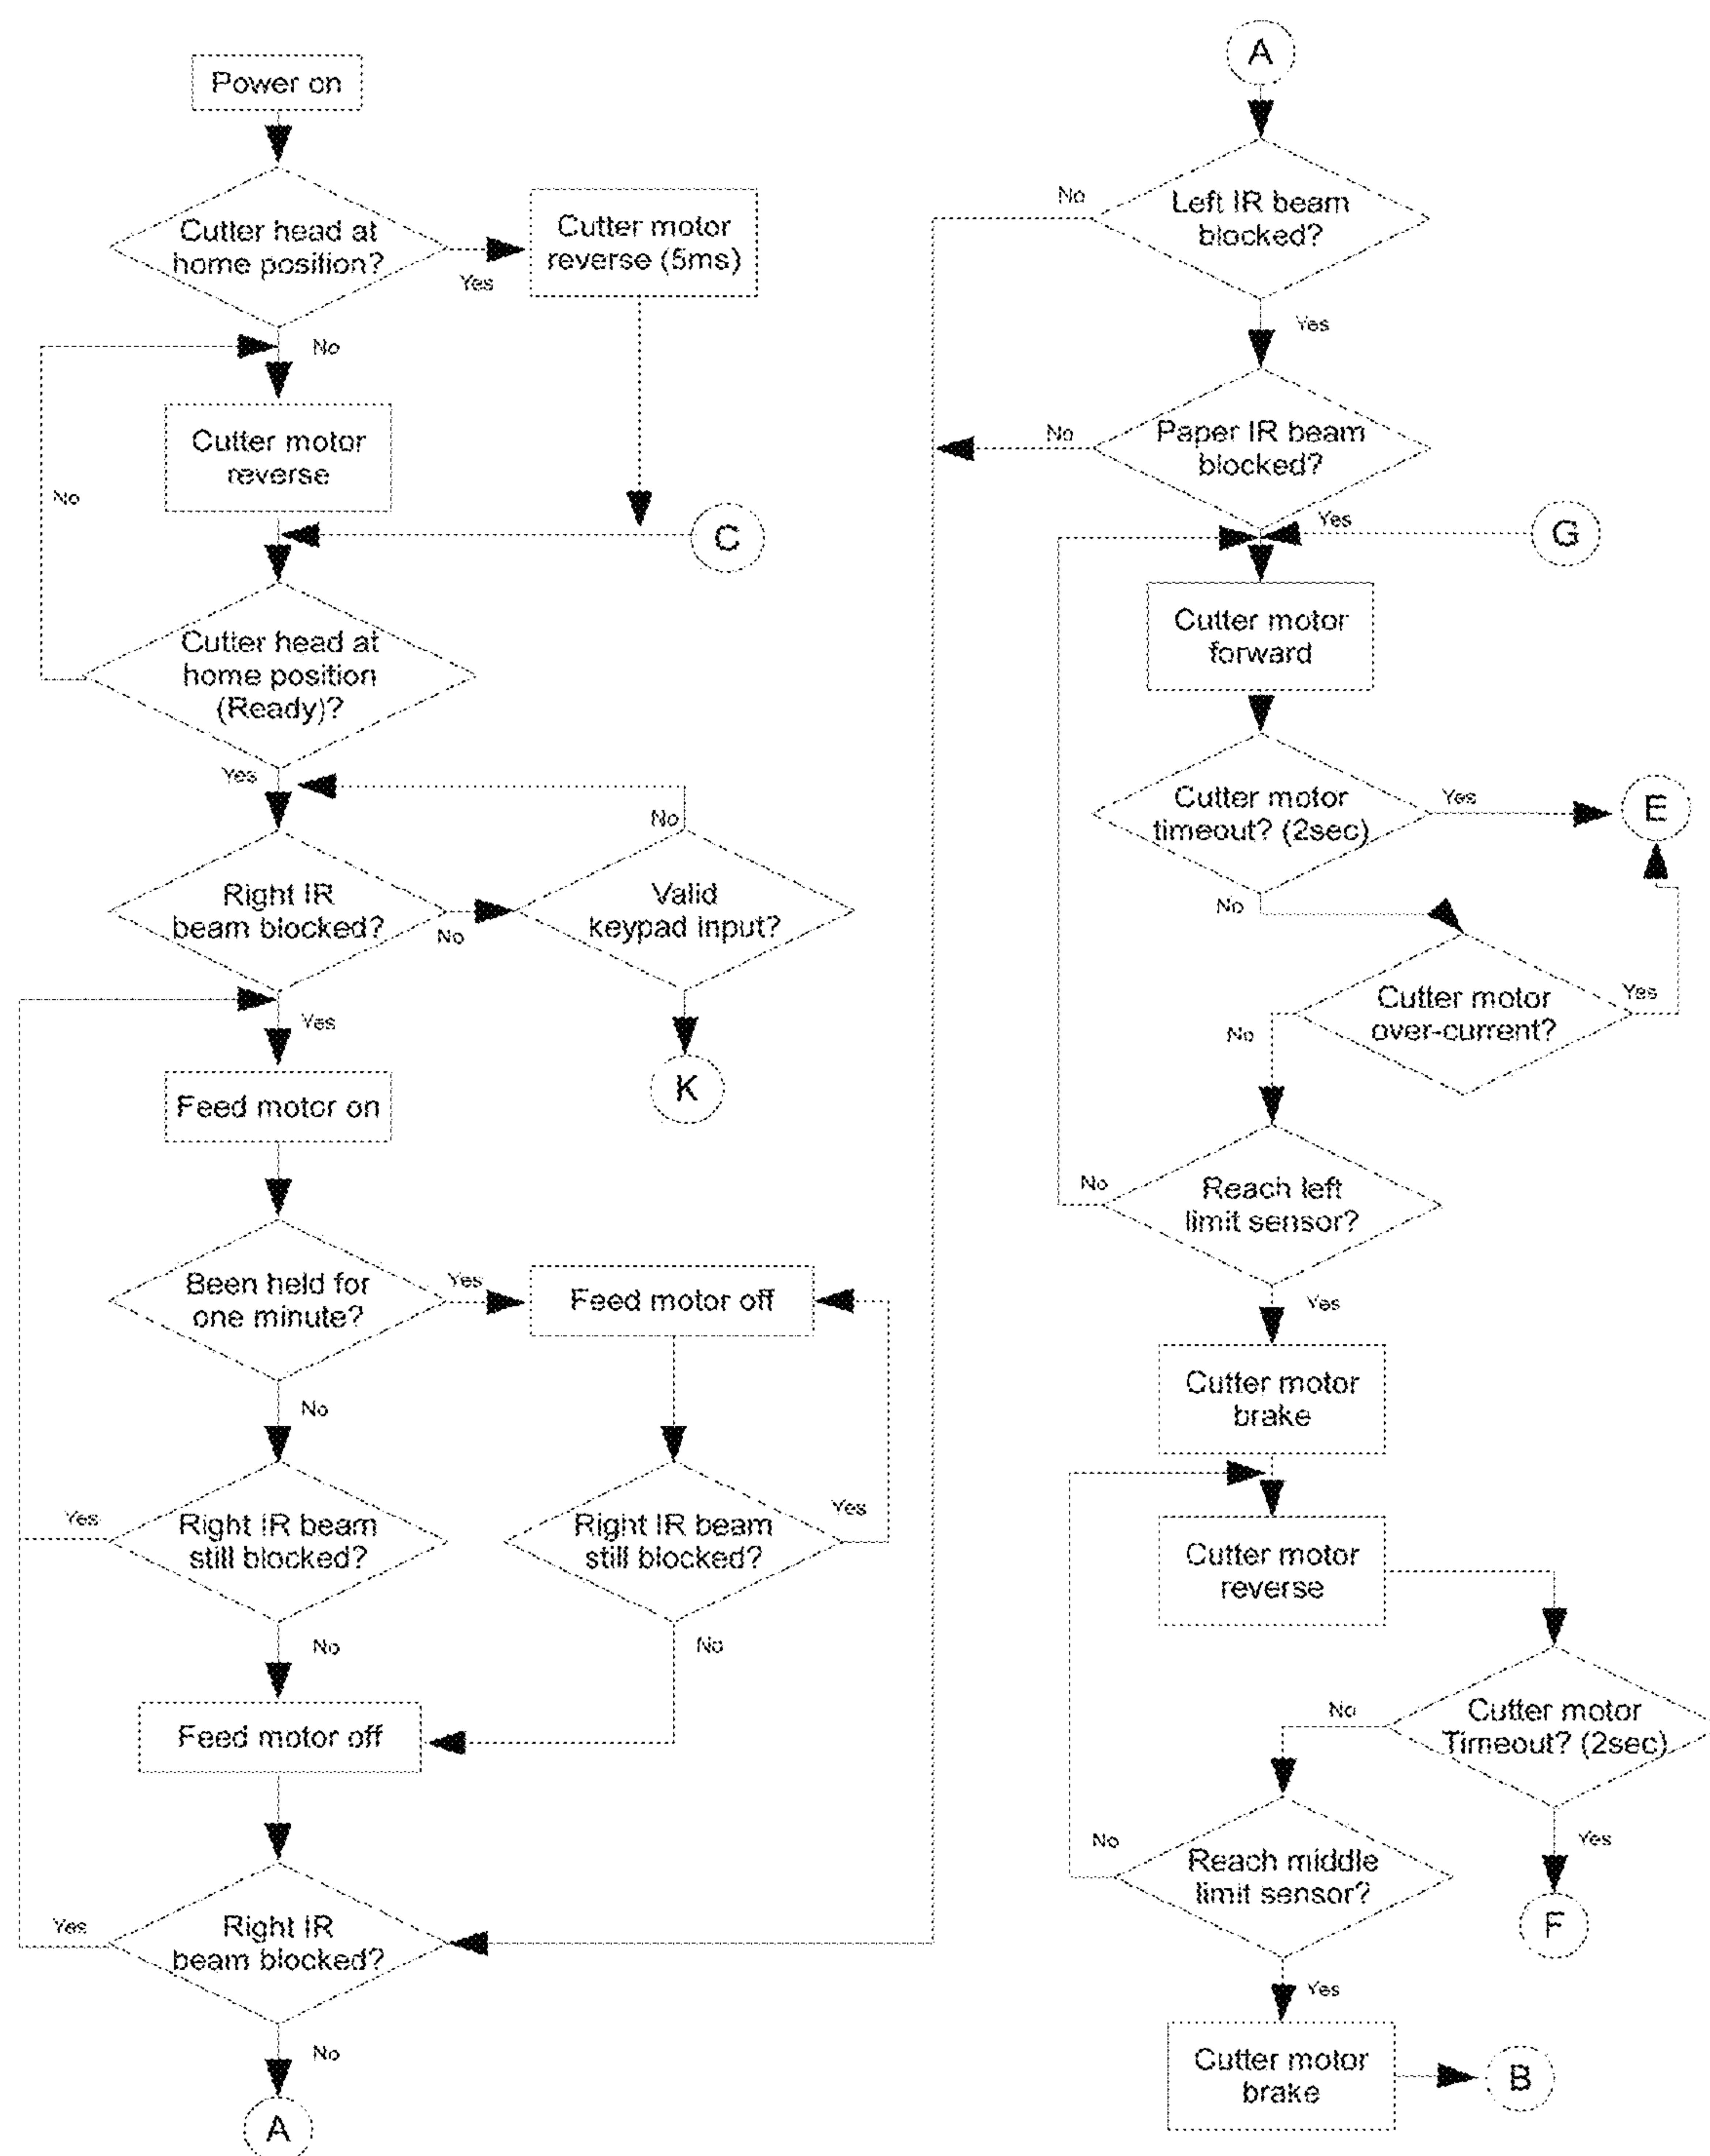 Power on
Cutter head at
home position?
Yes
Cutter motor
reverse (5ms)
No
Cutter motor
reverse
No
C
Cutter head at
home position
(Ready)?
Yes
No
Right IR
beam blocked?
No
Valid
keypad input?
Yes
K
Feed motor on
Been held for
one minute?
Yes
Feed motor off
No
Yes
Right IR beam
still blocked?
Right IR beam
still blocked?
Yes
No
No
Feed motor off
Yes
Right IR
beam blocked?
No
A
A
No
Left IR beam
blocked?
Yes
No
Paper IR beam
blocked?
Yes
G
Cutter motor
forward
Cutter motor
timeout? (2sec)
Yes
E
No
Cutter motor
over-current?
Yes
No
No
Reach left
limit sensor?
Yes
Cutter motor
brake
Cutter motor
reverse
No
Cutter motor
Timeout? (2sec)
Yes
F
No
Reach middle
limit sensor?
Yes
Cutter motor
brake
B